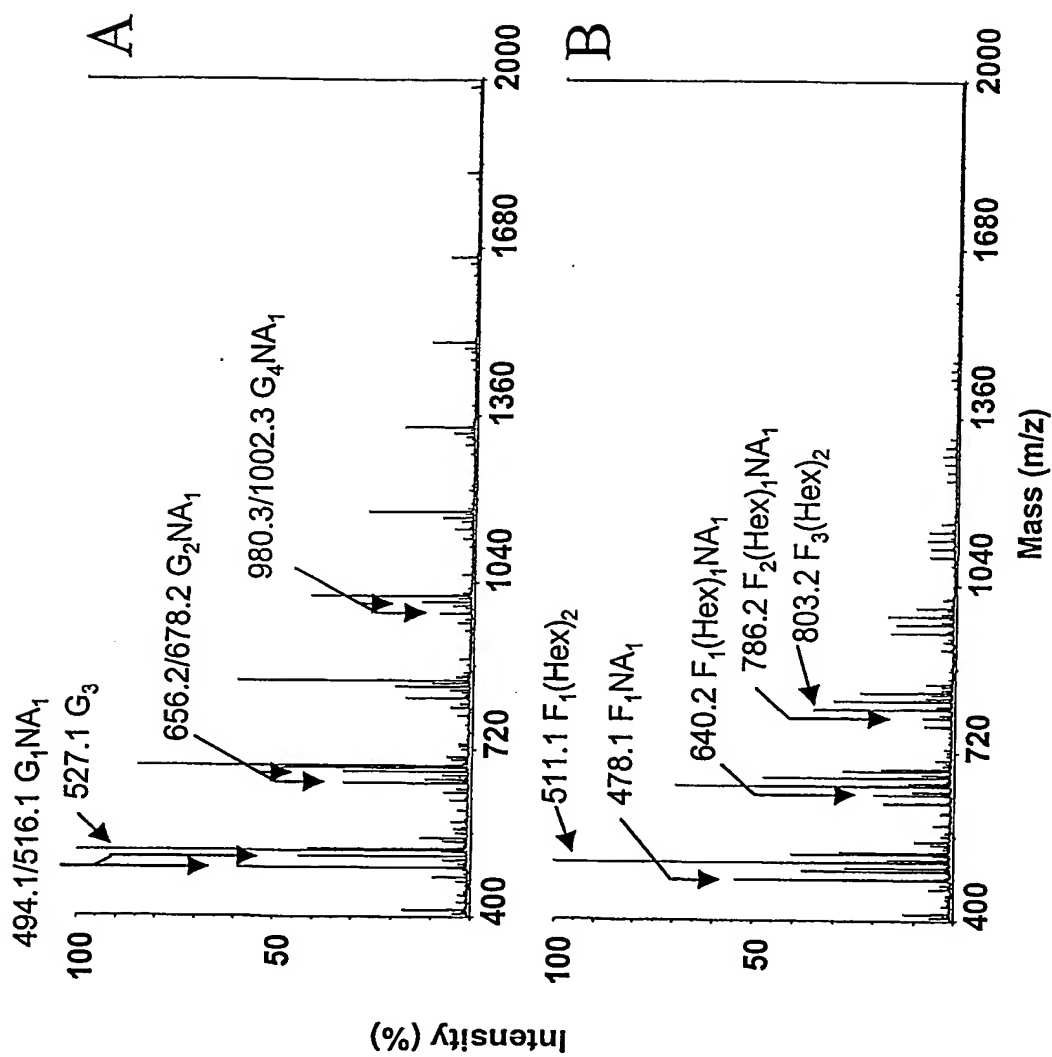 A
494.1/516.1 G₁NA₁
527.1 G₃
656.2/678.2 G₂NA₁
980.3/1002.3 G₄NA₁
100
50
400
720
1040
1360
1680
2000
B
511.1 F₁(Hex)₂
478.1 F₁NA₁
640.2 F₁(Hex)₁NA₁
786.2 F₂(Hex)₁NA₁
803.2 F₃(Hex)₂
100
50
400
720
1040
1360
1680
2000
Mass (m/z)
Intensity (%)